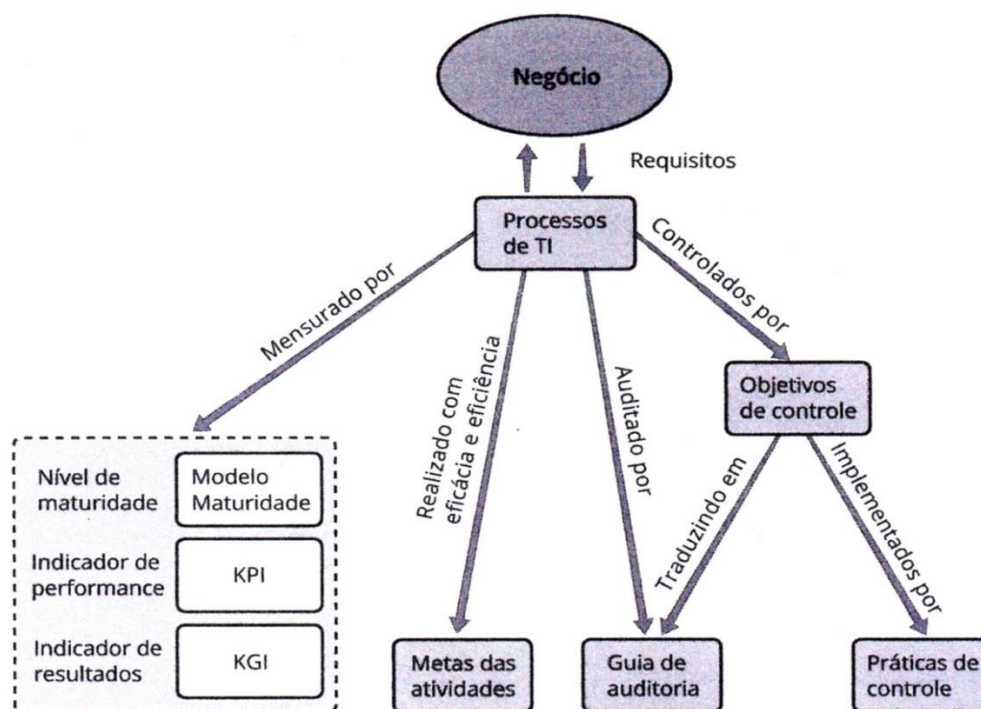 Negócio
Requisitos
Processos
de TI
Mensurado por
Realizado com
eficácia e eficiência
Auditado por
Controlados por
Objetivos
de controle
Traduzindo em
Implementados por
Nível de
maturidade
Modelo
Maturidade
Indicador de
performance
KPI
Indicador de
resultados
KGI
Metas das
atividades
Guia de
auditoria
Práticas de
controle